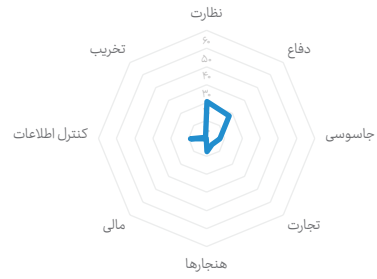 نظارت
دفاع
جاسوسی
تجارت
هنجارها
مالی
کنترل اطلاعات
تخریب
۶۰
۵۰
۴۰
۳۰